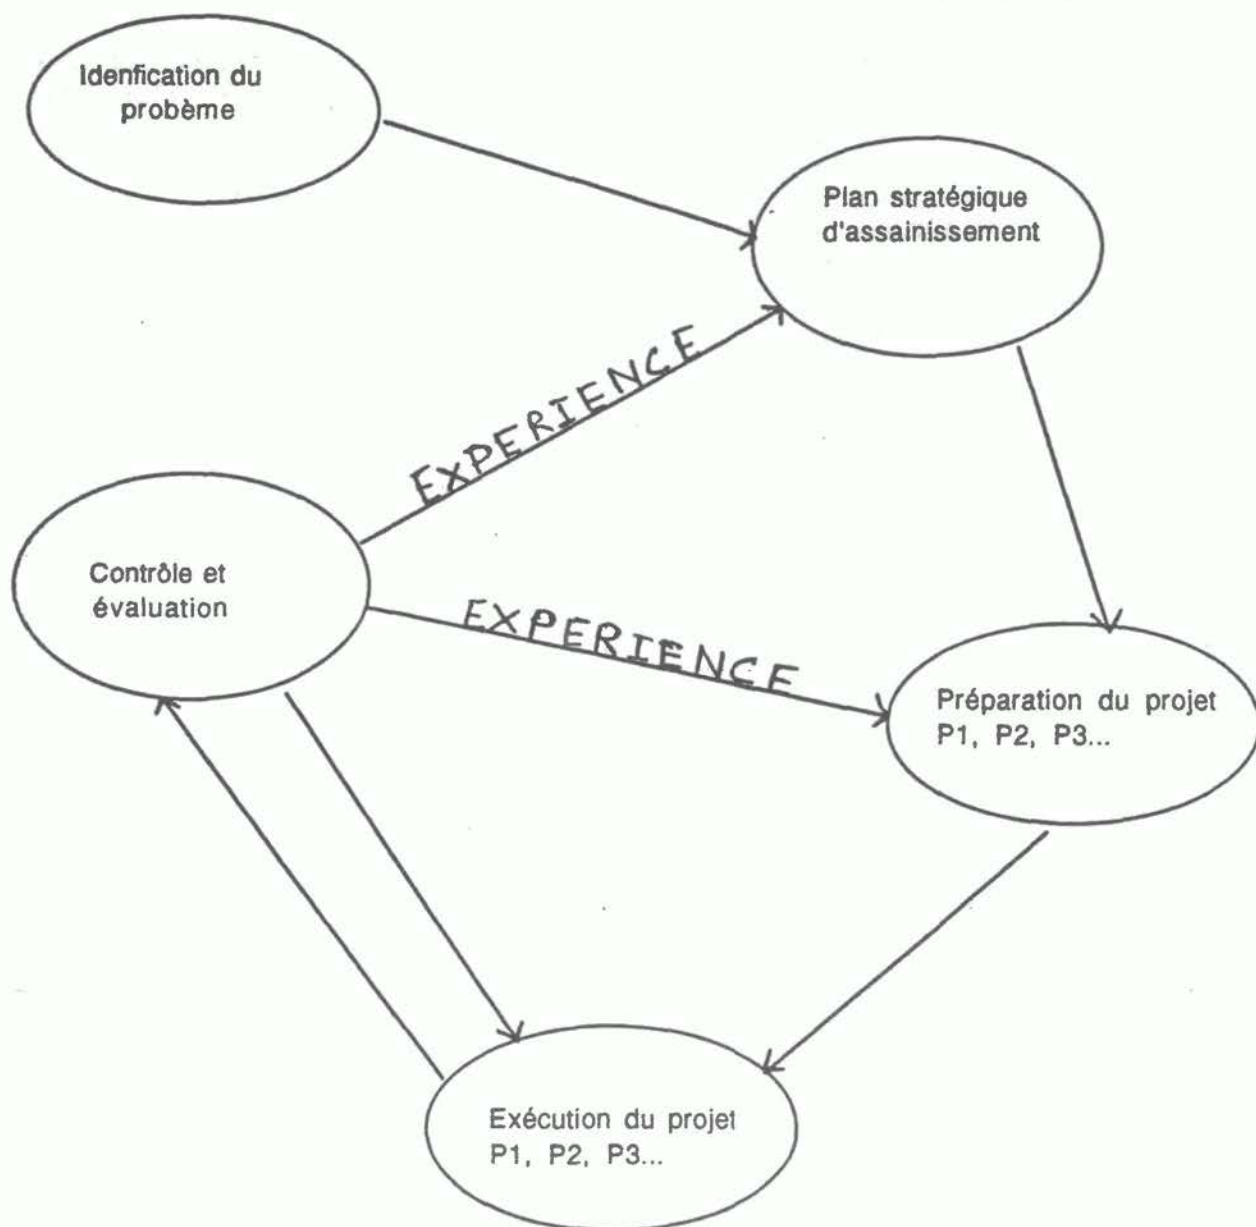 Idenfication du
probème
Plan stratégique
d'assainissement
EXPERIENCE
Contrôle et
évaluation
EXPERIENCE
Préparation du projet
P1, P2, P3...
Exécution du projet
P1, P2, P3...